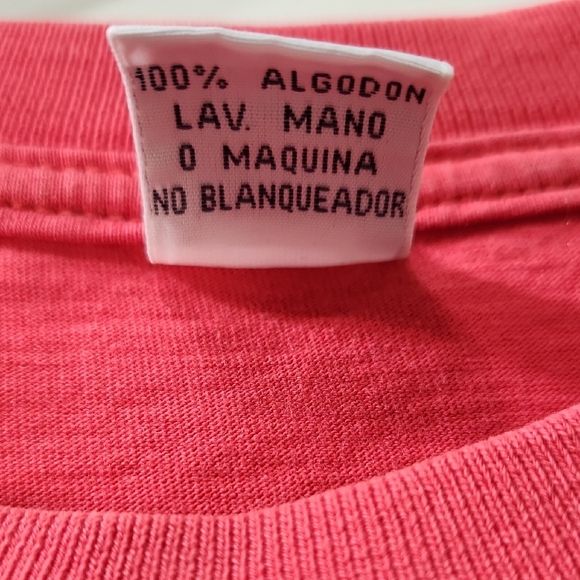 100% ALGODON
LAV. MANO
O MAQUINA
NO BLANQUEADOR